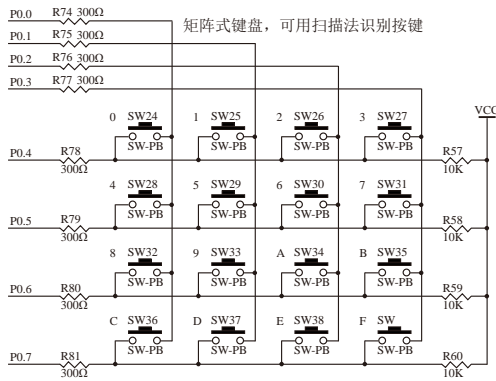 P0.0 R74 300Ω 矩阵式键盘，可用扫描法识别按键
P0.1 R75 300Ω
P0.2 R76 300Ω
P0.3 R77 300Ω
VCC
0 SW24 1 SW25 2 SW26 3 SW27
SW-PB SW-PB SW-PB SW-PB
P0.4 R78 R57
300Ω 10K
4 SW28 5 SW29 6 SW30 7 SW31
SW-PB SW-PB SW-PB SW-PB
P0.5 R79 R58
300Ω 10K
8 SW32 9 SW33 A SW34 B SW35
SW-PB SW-PB SW-PB SW-PB
P0.6 R80 R59
300Ω 10K
C SW36 D SW37 E SW38 F SW
SW-PB SW-PB SW-PB SW-PB
P0.7 R81 R60
300Ω 10K